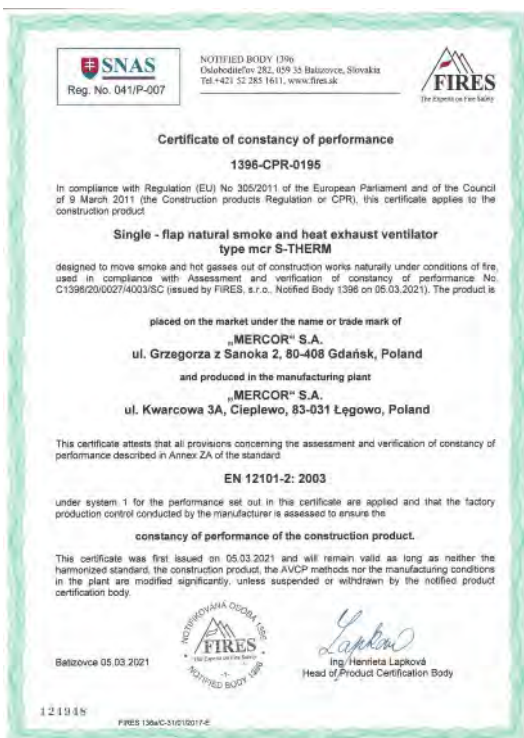 SNAS
Reg. No. 041/P-007
NOTIFIED BODY 1396
Osloboditeľov 282, 059 35 Batizovce, Slovakia
Tel.+421 52 285 1611, www.fires.sk
FIRES
The Experts on Fire Safety
Certificate of constancy of performance
1396-CPR-0195
In compliance with Regulation (EU) No 305/2011 of the European Parliament and of the Council
of 9 March 2011 (the Construction products Regulation or CPR), this certificate applies to the
construction product
Single - flap natural smoke and heat exhaust ventilator
type mcr S-THERM
designed to move smoke and hot gasses out of construction works naturally under conditions of fire,
used in compliance with Assessment and verification of constancy of performance No.
C1396/20/0027/4003/SC (issued by FIRES, s.r.o., Notified Body 1396 on 05.03.2021). The product is
placed on the market under the name or trade mark of
„MERCOR“ S.A.
ul. Grzegorza z Sanoka 2, 80-408 Gdańsk, Poland
and produced in the manufacturing plant
„MERCOR“ S.A.
ul. Kwarcowa 3A, Cieplewo, 83-031 Łęgowo, Poland
This certificate attests that all provisions concerning the assessment and verification of constancy of
performance described in Annex ZA of the standard
EN 12101-2: 2003
under system 1 for the performance set out in this certificate are applied and that the factory
production control conducted by the manufacturer is assessed to ensure the
constancy of performance of the construction product.
This certificate was first issued on 05.03.2021 and will remain valid as long as neither the
harmonized standard, the construction product, the AVCP methods nor the manufacturing conditions
in the plant are modified significantly, unless suspended or withdrawn by the notified product
certification body.
NOTIFIKOVANÁ OSOBA 1396
FIRES
The Experts on Fire Safety
-1-
NOTIFIED BODY 1396
Batizovce 05.03.2021
Lapková
Ing. Henrieta Lapková
Head of Product Certification Body
124948
FIRES 136a/C-31/01/2017-E